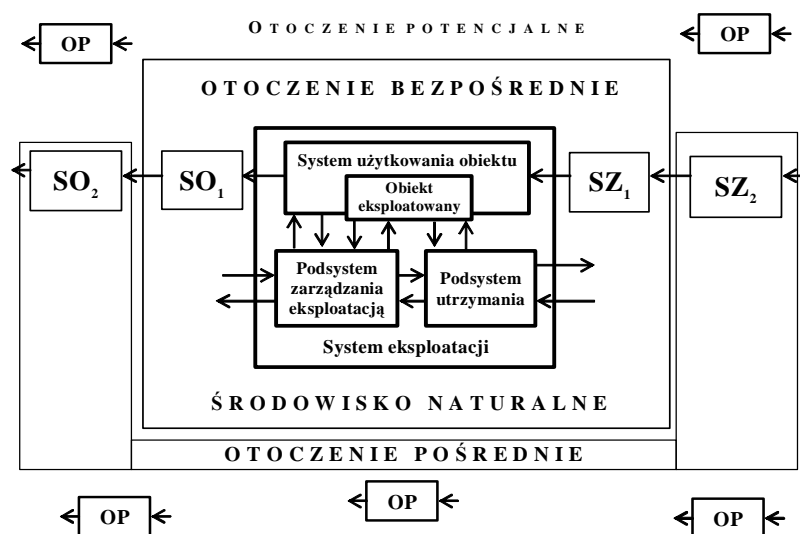 OTOCZENIE POTENCJALNE
OP
OP
OTOCZENIE BEZPOŚREDNIE
SO₂
SO₁
System użytkowania obiektu
Obiekt
eksploatowany
SZ₁
SZ₂
Podsystem
zarządzania
eksploatacją
Podsystem
utrzymania
System eksploatacji
ŚRODOWISKO NATURALNE
OTOCZENIE POŚREDNIE
OP
OP
OP